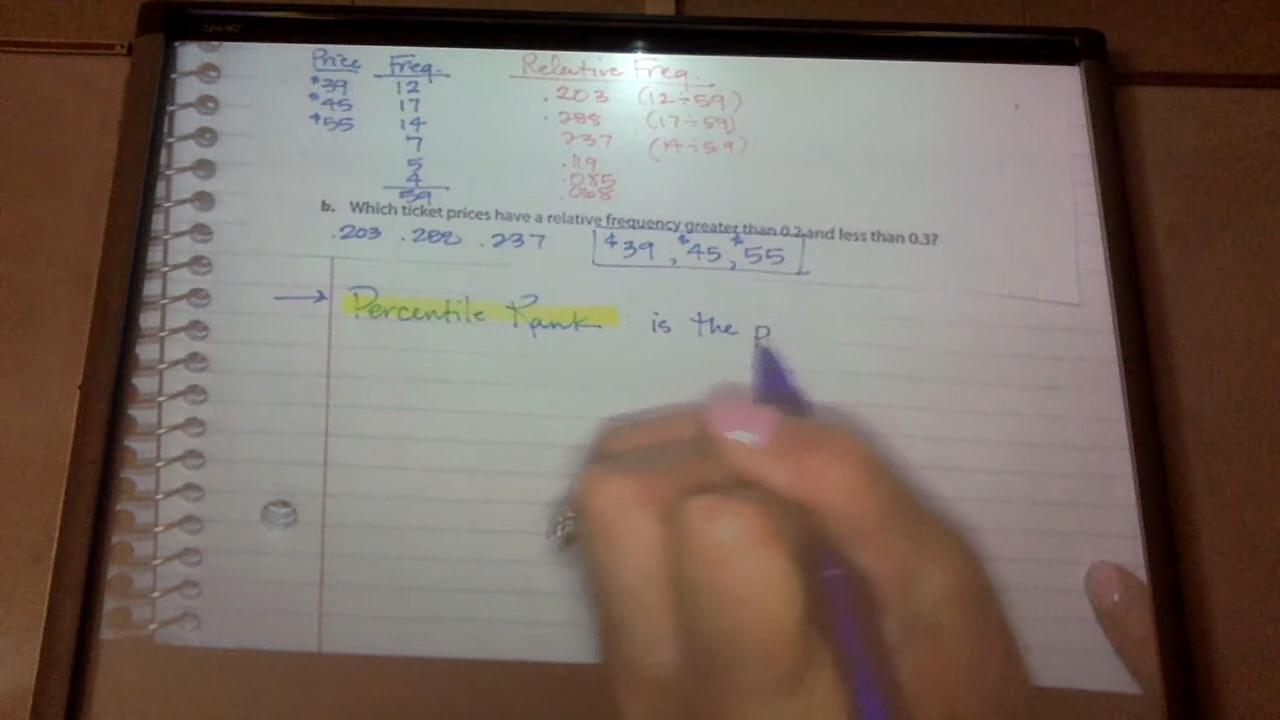 SMART
Price Freq. Relative Freq.
$39 12 .203 (12÷59)
$45 17 .288 (17÷59)
$55 14 237 (14÷59)
7 .119
5 .085
4 .068
59
b. Which ticket prices have a relative frequency greater than 0.2 and less than 0.3?
.203 .288 .237 $39, $45, $55
→ Percentile Rank is the p